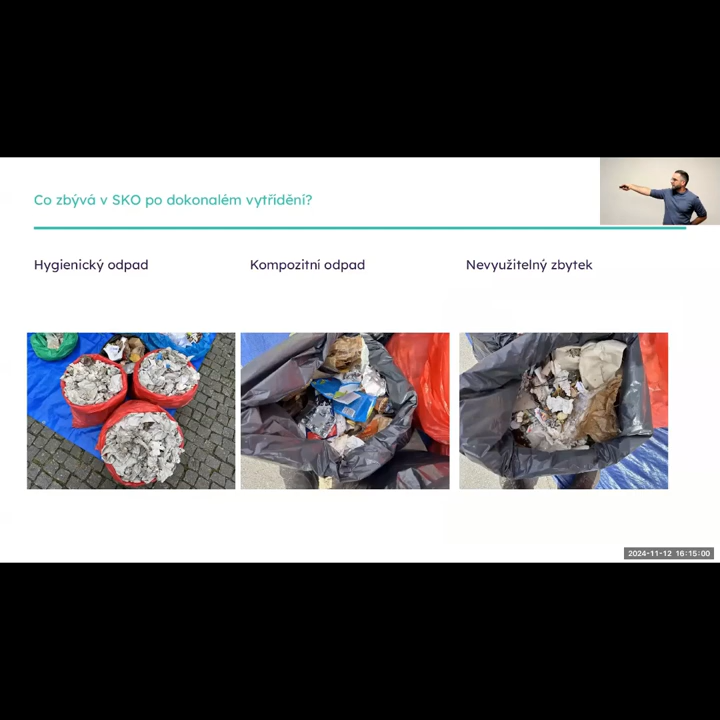 Co zbývá v SKO po dokonalém vytřídění?
Hygienický odpad
Kompozitní odpad
Nevyužitelný zbytek
2024-11-12 16:15:00